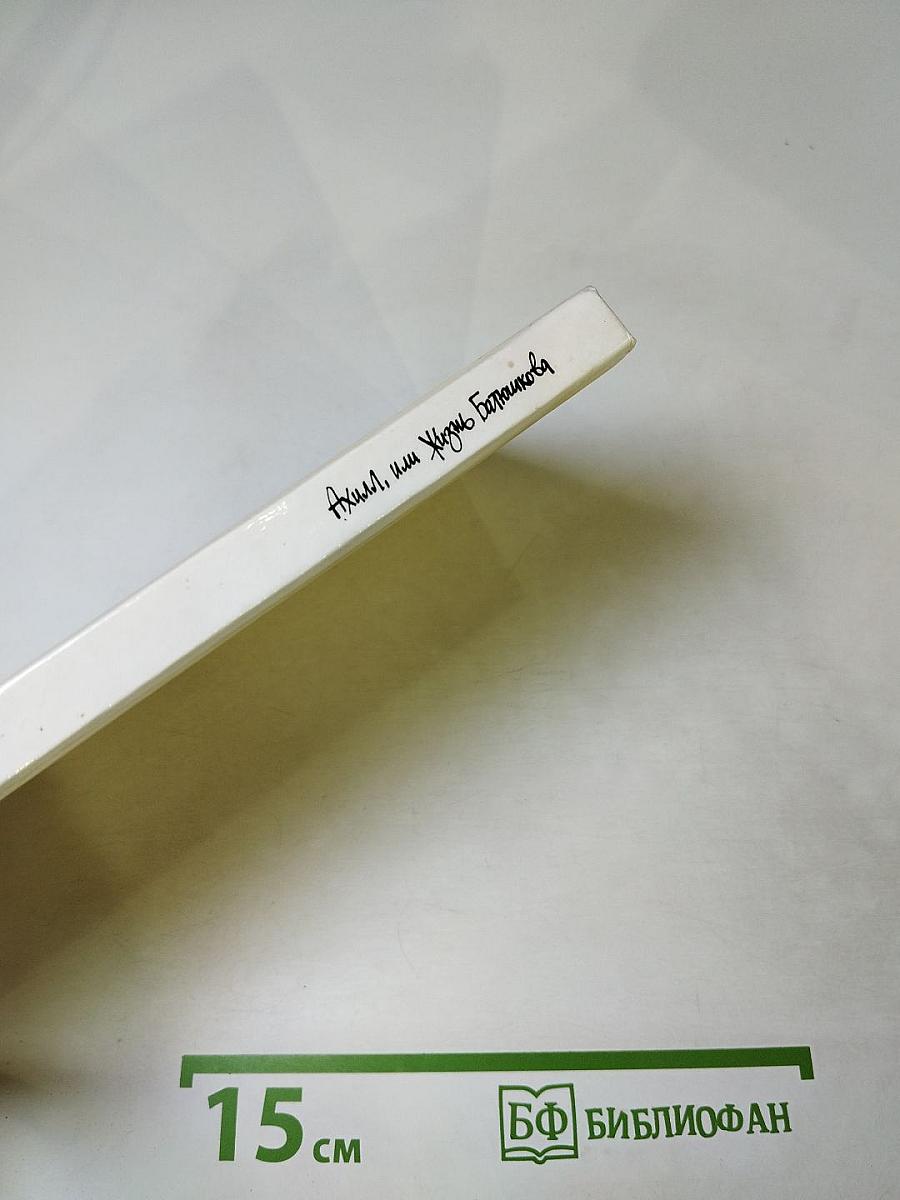 Ахилл, или Жизнь Батюшкова
15 см
БФ БИБЛИОФАН